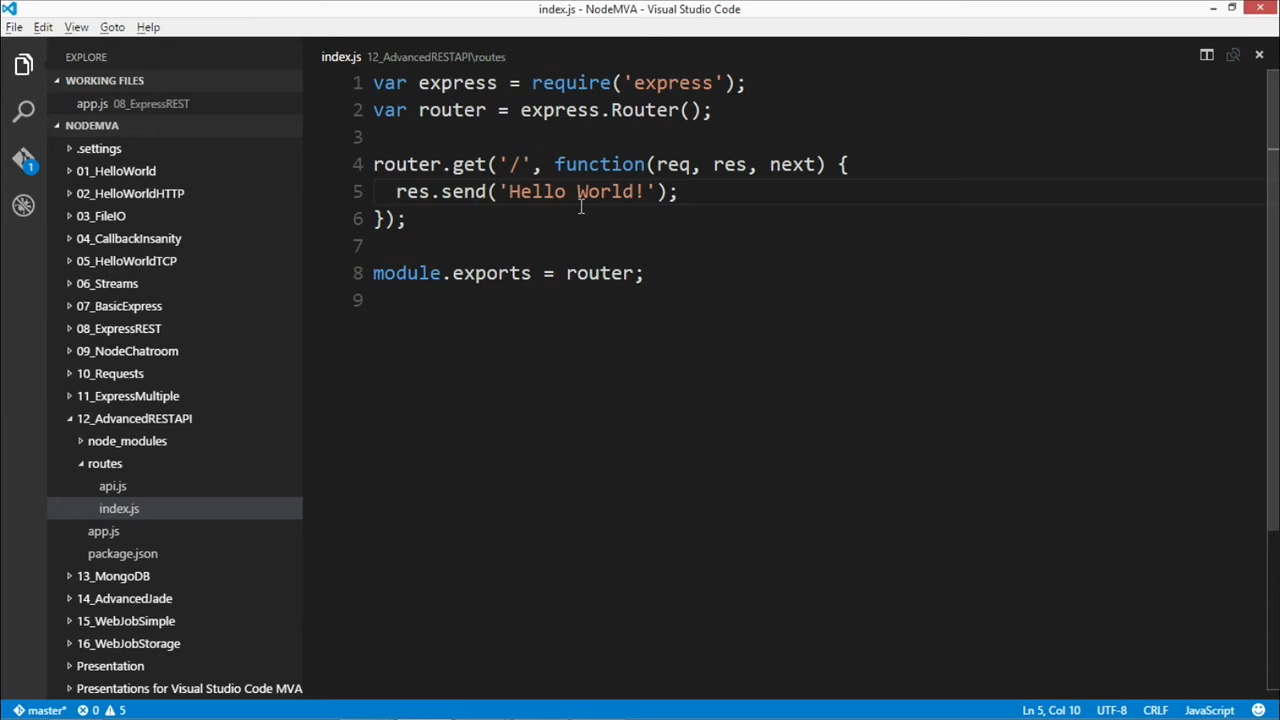 index.js - NodeMVA - Visual Studio Code
File Edit View Goto Help
EXPLORE
WORKING FILES
app.js 08_ExpressREST
NODEMVA
.settings
01_HelloWorld
02_HelloWorldHTTP
03_FileIO
04_CallbackInsanity
05_HelloWorldTCP
06_Streams
07_BasicExpress
08_ExpressREST
09_NodeChatroom
10_Requests
11_ExpressMultiple
12_AdvancedRESTAPI
node_modules
routes
api.js
index.js
app.js
package.json
13_MongoDB
14_AdvancedJade
15_WebJobSimple
16_WebJobStorage
Presentation
Presentations for Visual Studio Code MVA
1
index.js 12_AdvancedRESTAPI\routes
1 var express = require('express');
2 var router = express.Router();
3
4 router.get('/', function(req, res, next) {
5 res.send('Hello World!');
6 });
7
8 module.exports = router;
9
master* 0 5 Ln 5, Col 10 UTF-8 CRLF JavaScript